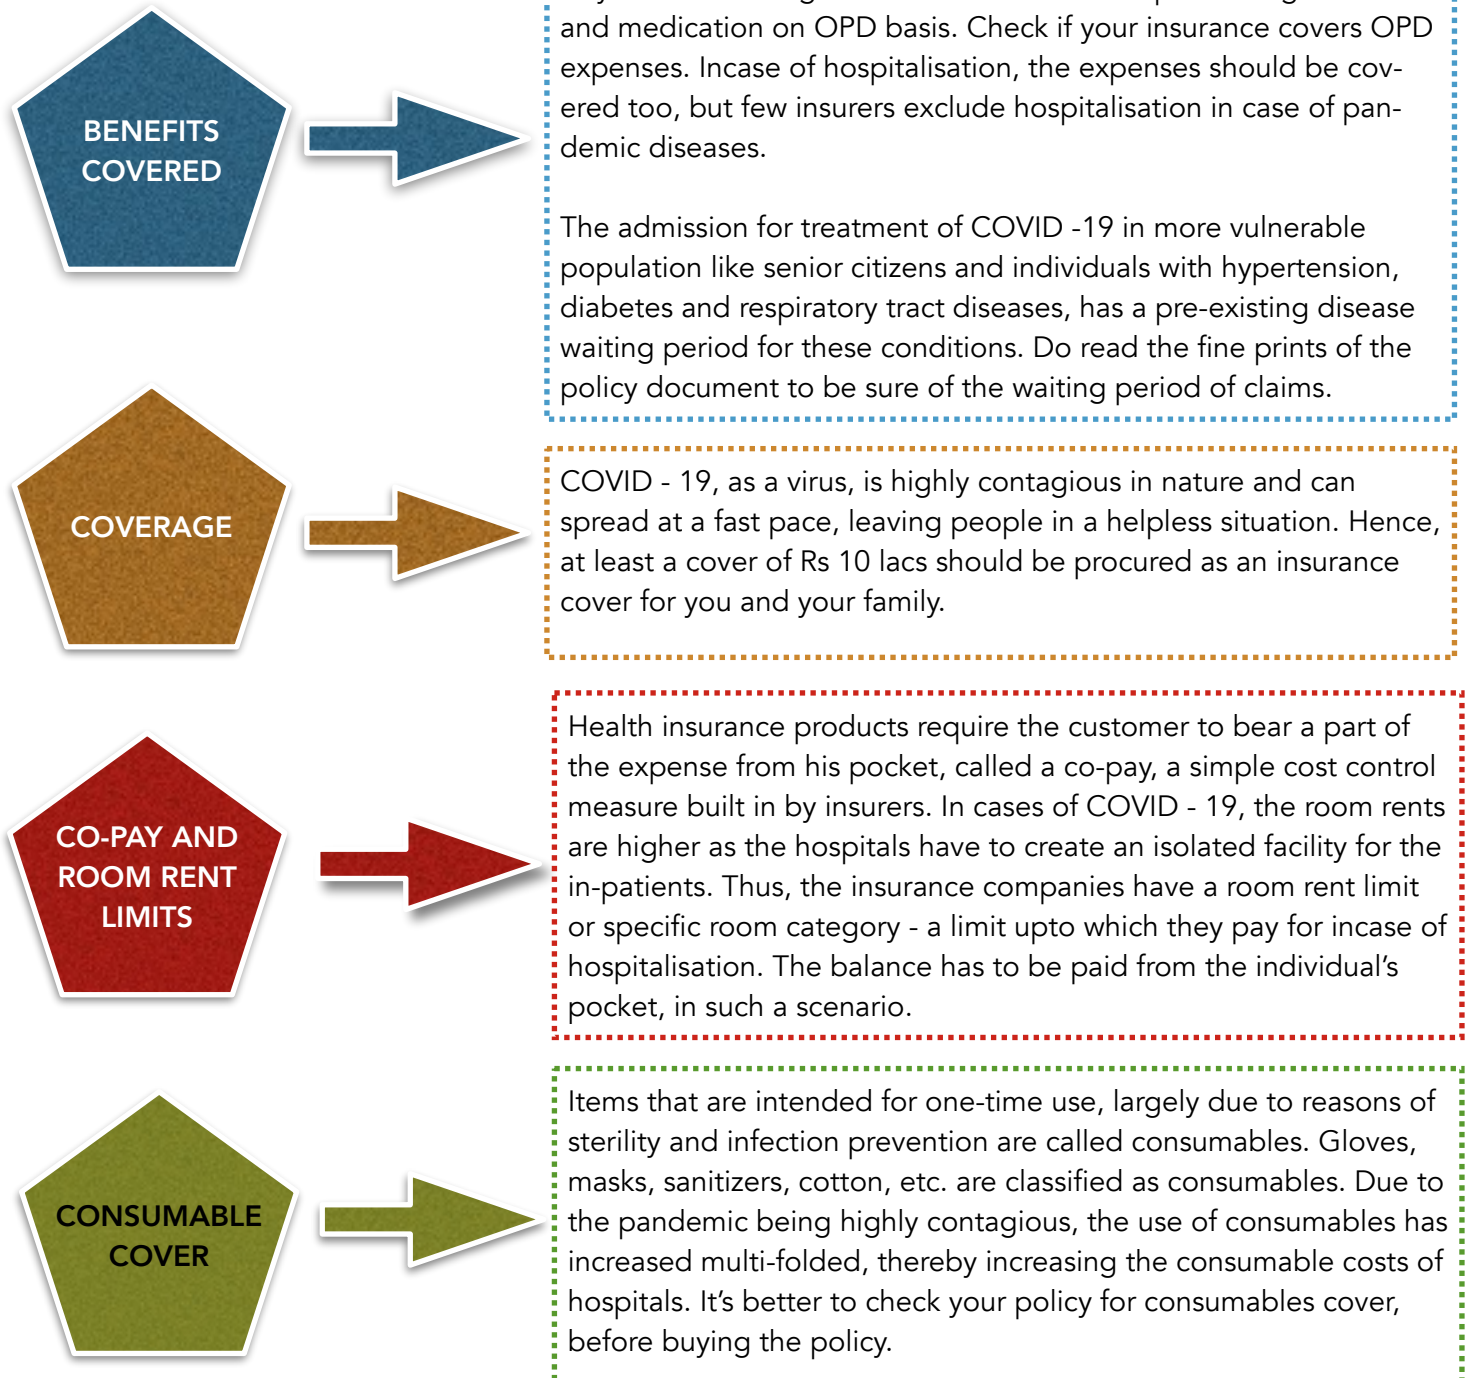 BENEFITS
COVERED
and medication on OPD basis. Check if your insurance covers OPD
expenses. Incase of hospitalisation, the expenses should be cov-
ered too, but few insurers exclude hospitalisation in case of pan-
demic diseases.
The admission for treatment of COVID -19 in more vulnerable
population like senior citizens and individuals with hypertension,
diabetes and respiratory tract diseases, has a pre-existing disease
waiting period for these conditions. Do read the fine prints of the
policy document to be sure of the waiting period of claims.
COVERAGE
COVID - 19, as a virus, is highly contagious in nature and can
spread at a fast pace, leaving people in a helpless situation. Hence,
at least a cover of Rs 10 lacs should be procured as an insurance
cover for you and your family.
CO-PAY AND
ROOM RENT
LIMITS
Health insurance products require the customer to bear a part of
the expense from his pocket, called a co-pay, a simple cost control
measure built in by insurers. In cases of COVID - 19, the room rents
are higher as the hospitals have to create an isolated facility for the
in-patients. Thus, the insurance companies have a room rent limit
or specific room category - a limit upto which they pay for incase of
hospitalisation. The balance has to be paid from the individual's
pocket, in such a scenario.
CONSUMABLE
COVER
Items that are intended for one-time use, largely due to reasons of
sterility and infection prevention are called consumables. Gloves,
masks, sanitizers, cotton, etc. are classified as consumables. Due to
the pandemic being highly contagious, the use of consumables has
increased multi-folded, thereby increasing the consumable costs of
hospitals. It's better to check your policy for consumables cover,
before buying the policy.